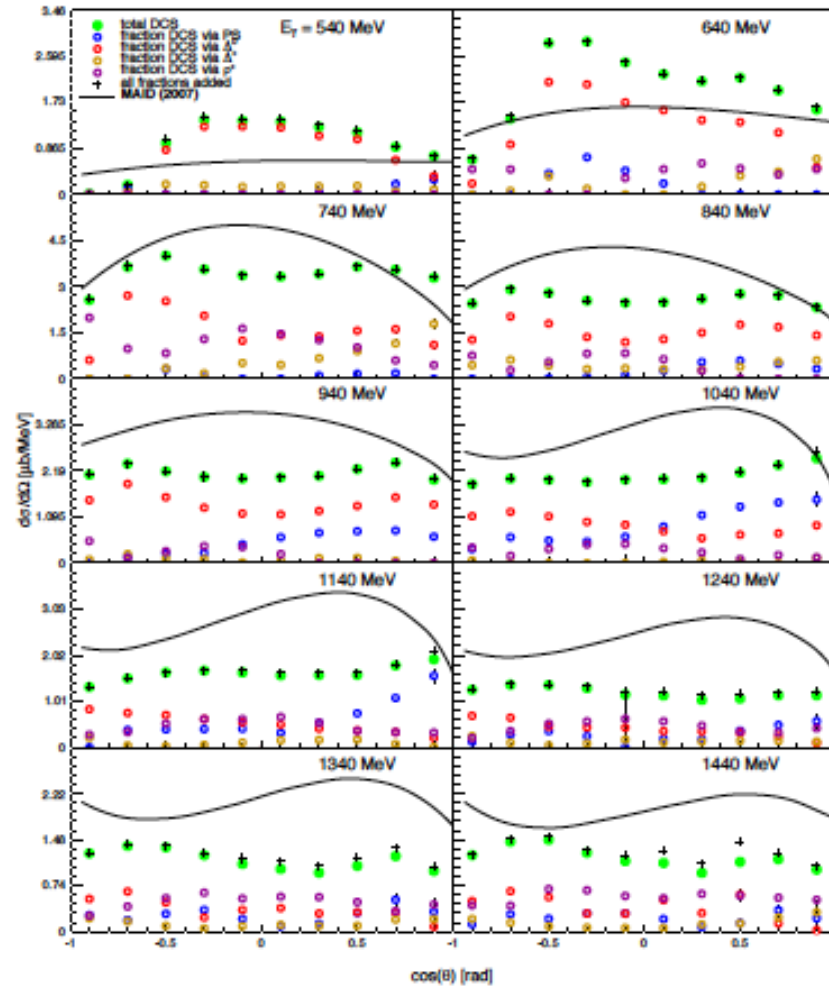 3.46
total DCS
fraction DCS via PS
fraction DCS via
fraction DCS via
fraction DCS via
all fractions added
MAID (2007)
Eγ = 540 MeV
640 MeV
2.595
1.73
0.865
0
740 MeV
840 MeV
4.5
3
1.5
0
940 MeV
1040 MeV
3.285
2.19
1.095
0
1140 MeV
1240 MeV
3.03
2.02
1.01
0
1340 MeV
1440 MeV
2.22
1.48
0.74
0
-1 -0.5 0 0.5 -1 -0.5 0 0.5 1
dσ/dΩ [μb/MeV]
cos(θ) [rad]